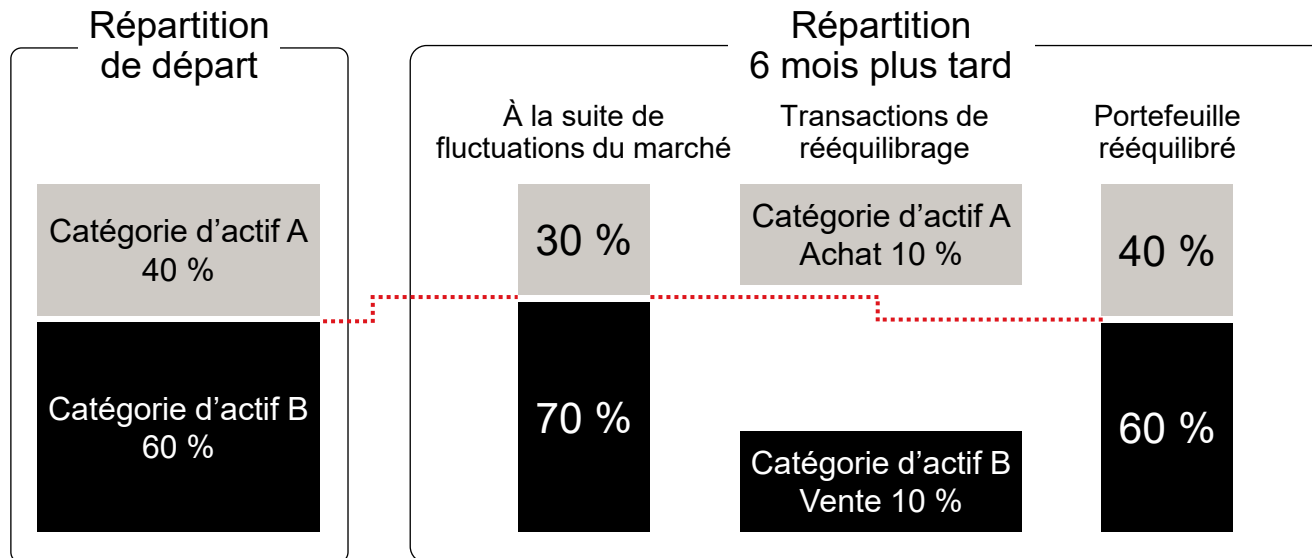 Répartition
de départ
Catégorie d’actif A
40 %
Catégorie d’actif B
60 %
Répartition
6 mois plus tard
À la suite de
fluctuations du marché
30 %
70 %
Transactions de
rééquilibrage
Catégorie d’actif A
Achat 10 %
Catégorie d’actif B
Vente 10 %
Portefeuille
rééquilibré
40 %
60 %